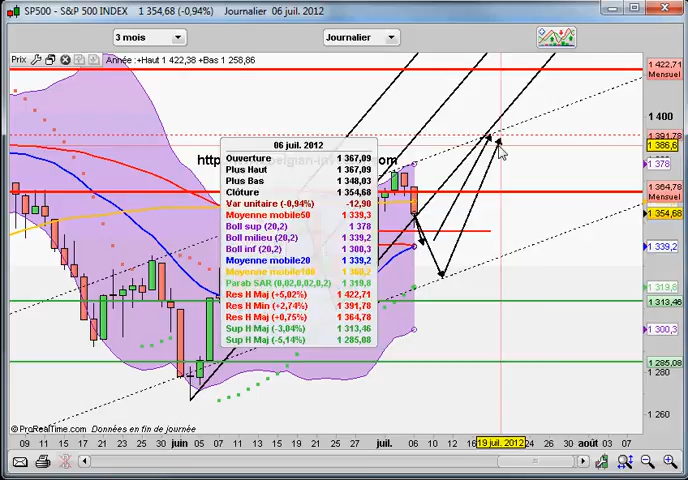 SP500 - S&P 500 INDEX 1 354,68 (-0,94%) Journalier 06 juil. 2012
3 mois
Journalier
Prix
Année : +Haut 1 422,38 +Bas 1 258,86
1 422,71
Mensuel
1 400
1 391,78
1 386,6
1 378
1 364,78
Mensuel
1 354,68
1 339,2
1 319,8
1 313,46
1 300,3
1 285,08
1 280
1 260
06 juil. 2012
Ouverture 1 367,09
Plus Haut 1 367,09
Plus Bas 1 348,03
Clôture 1 354,68
Var unitaire (-0,94%) -12,90
Moyenne mobile50 1 339,3
Boll sup (20,2) 1 378
Boll milieu (20,2) 1 339,2
Boll inf (20,2) 1 300,3
Moyenne mobile20 1 339,2
Moyenne mobile100 1 360,2
Parab SAR (0,02,0,02,0,2) 1 319,8
Res H Maj (+5,02%) 1 422,71
Res H Min (+2,74%) 1 391,78
Res H Maj (+0,75%) 1 364,78
Sup H Maj (-3,04%) 1 313,46
Sup H Maj (-5,14%) 1 285,08
©ProRealTime.com Données en fin de journée
09 11 15 17 21 23 25 30 juin 05 07 11 13 15 19 21 25 27 29 juil. 06 10 12 16 19 juil. 2012 24 26 30 août 03 07